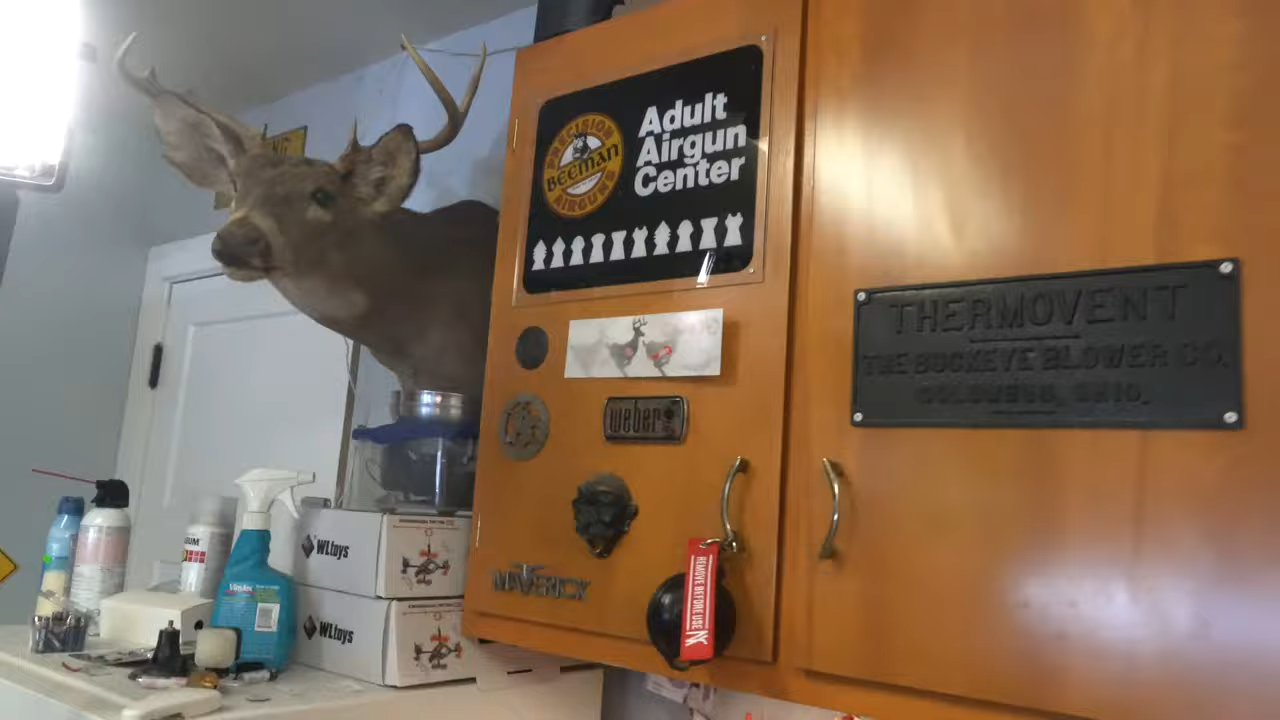 PRECISION
BEEMAN
AIRGUNS
Adult
Airgun
Center
THERMOVENT
THE BUCKEYE BLOWER CO.
COLUMBUS, OHIO.
weber
MAVERICK
REMOVE BEFORE USE
WLtoys
WLtoys
Windex